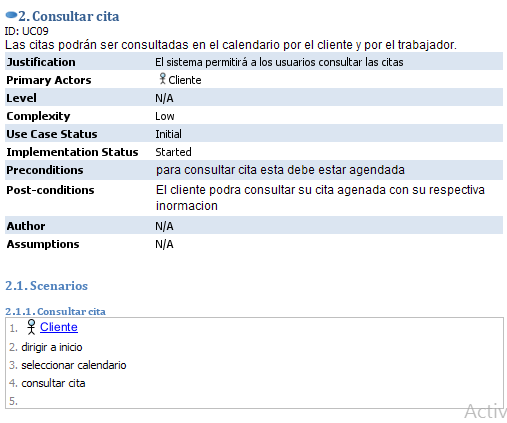 2. Consultar cita
ID: UC09
Las citas podrán ser consultadas en el calendario por el cliente y por el trabajador.
Justification El sistema permitirá a los usuarios consultar las citas
Primary Actors Cliente
Level N/A
Complexity Low
Use Case Status Initial
Implementation Status Started
Preconditions para consultar cita esta debe estar agendada
Post-conditions El cliente podra consultar su cita agenada con su respectiva
inormacion
Author N/A
Assumptions N/A
2.1. Scenarios
2.1.1. Consultar cita
1. Cliente
2. dirigir a inicio
3. seleccionar calendario
4. consultar cita
5.
Activ